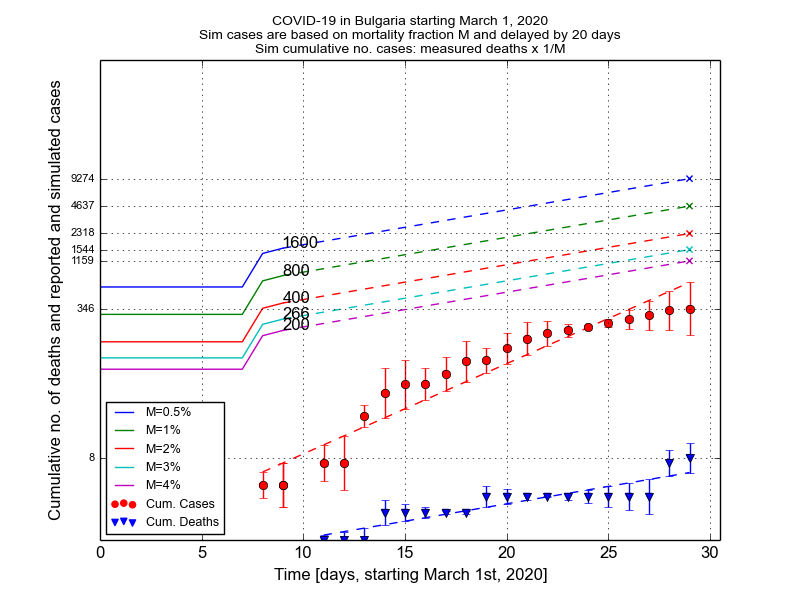 COVID-19 in Bulgaria starting March 1, 2020
Sim cases are based on mortality fraction M and delayed by 20 days
Sim cumulative no. cases: measured deaths x 1/M
Cumulative no. of deaths and reported and simulated cases
9274
4637
2318
1544
1159
346
8
1600
800
400
266
200
M=0.5%
M=1%
M=2%
M=3%
M=4%
Cum. Cases
Cum. Deaths
0 5 10 15 20 25 30
Time [days, starting March 1st, 2020]